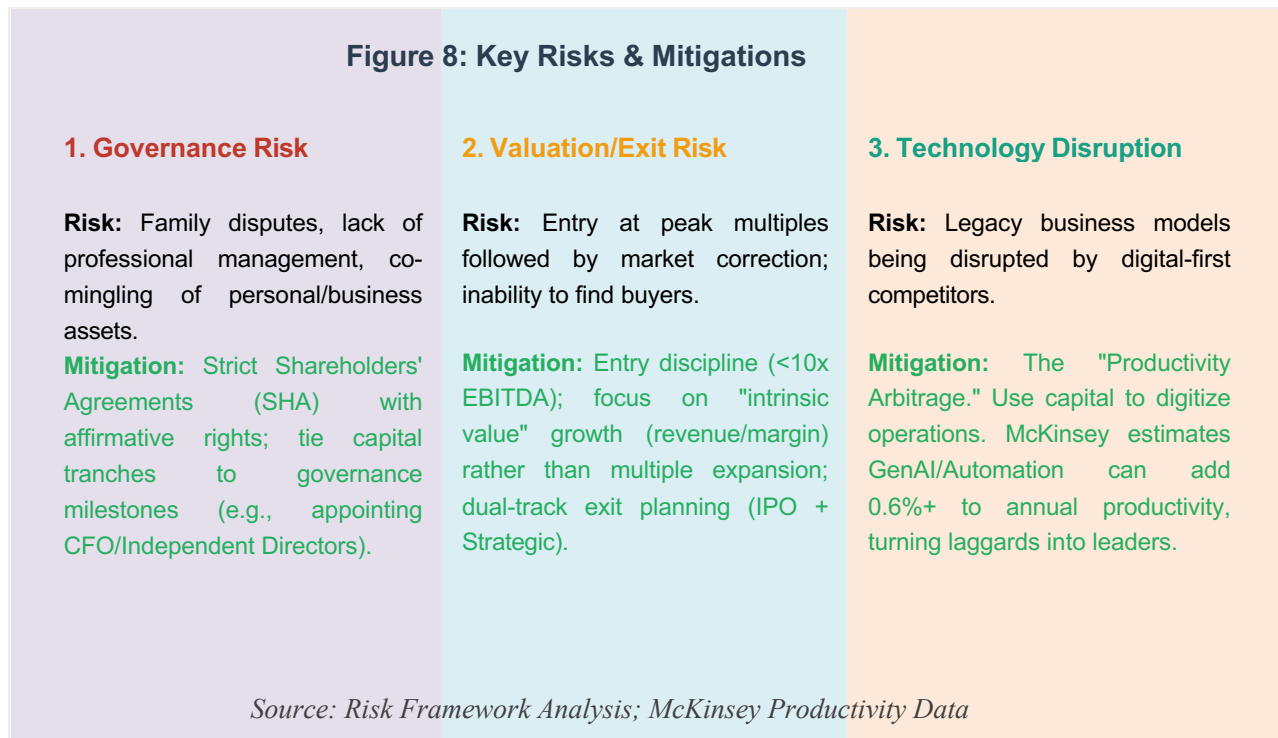 Figure 8: Key Risks & Mitigations
1. Governance Risk
Risk: Family disputes, lack of
professional management, co-
mingling of personal/business
assets.
Mitigation: Strict Shareholders'
Agreements (SHA) with
affirmative rights; tie capital
tranches to governance
milestones (e.g., appointing
CFO/Independent Directors).
2. Valuation/Exit Risk
Risk: Entry at peak multiples
followed by market correction;
inability to find buyers.
Mitigation: Entry discipline (<10x
EBITDA); focus on "intrinsic
value" growth (revenue/margin)
rather than multiple expansion;
dual-track exit planning (IPO +
Strategic).
3. Technology Disruption
Risk: Legacy business models
being disrupted by digital-first
competitors.
Mitigation: The "Productivity
Arbitrage." Use capital to digitize
operations. McKinsey estimates
GenAI/Automation can add
0.6%+ to annual productivity,
turning laggards into leaders.
Source: Risk Framework Analysis; McKinsey Productivity Data